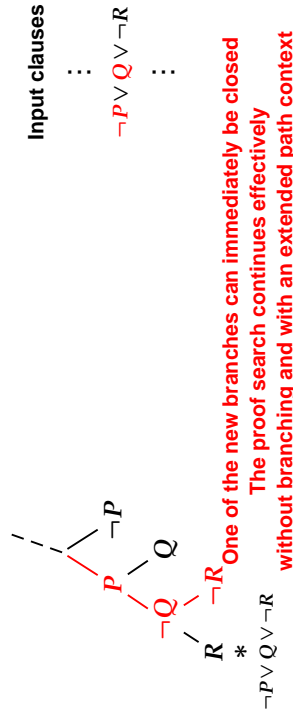 Input clauses
...
¬P ∨ Q ∨ ¬R
...
P ¬P
¬Q Q
R ¬R
*
¬P ∨ Q ∨ ¬R
One of the new branches can immediately be closed
The proof search continues effectively
without branching and with an extended path context